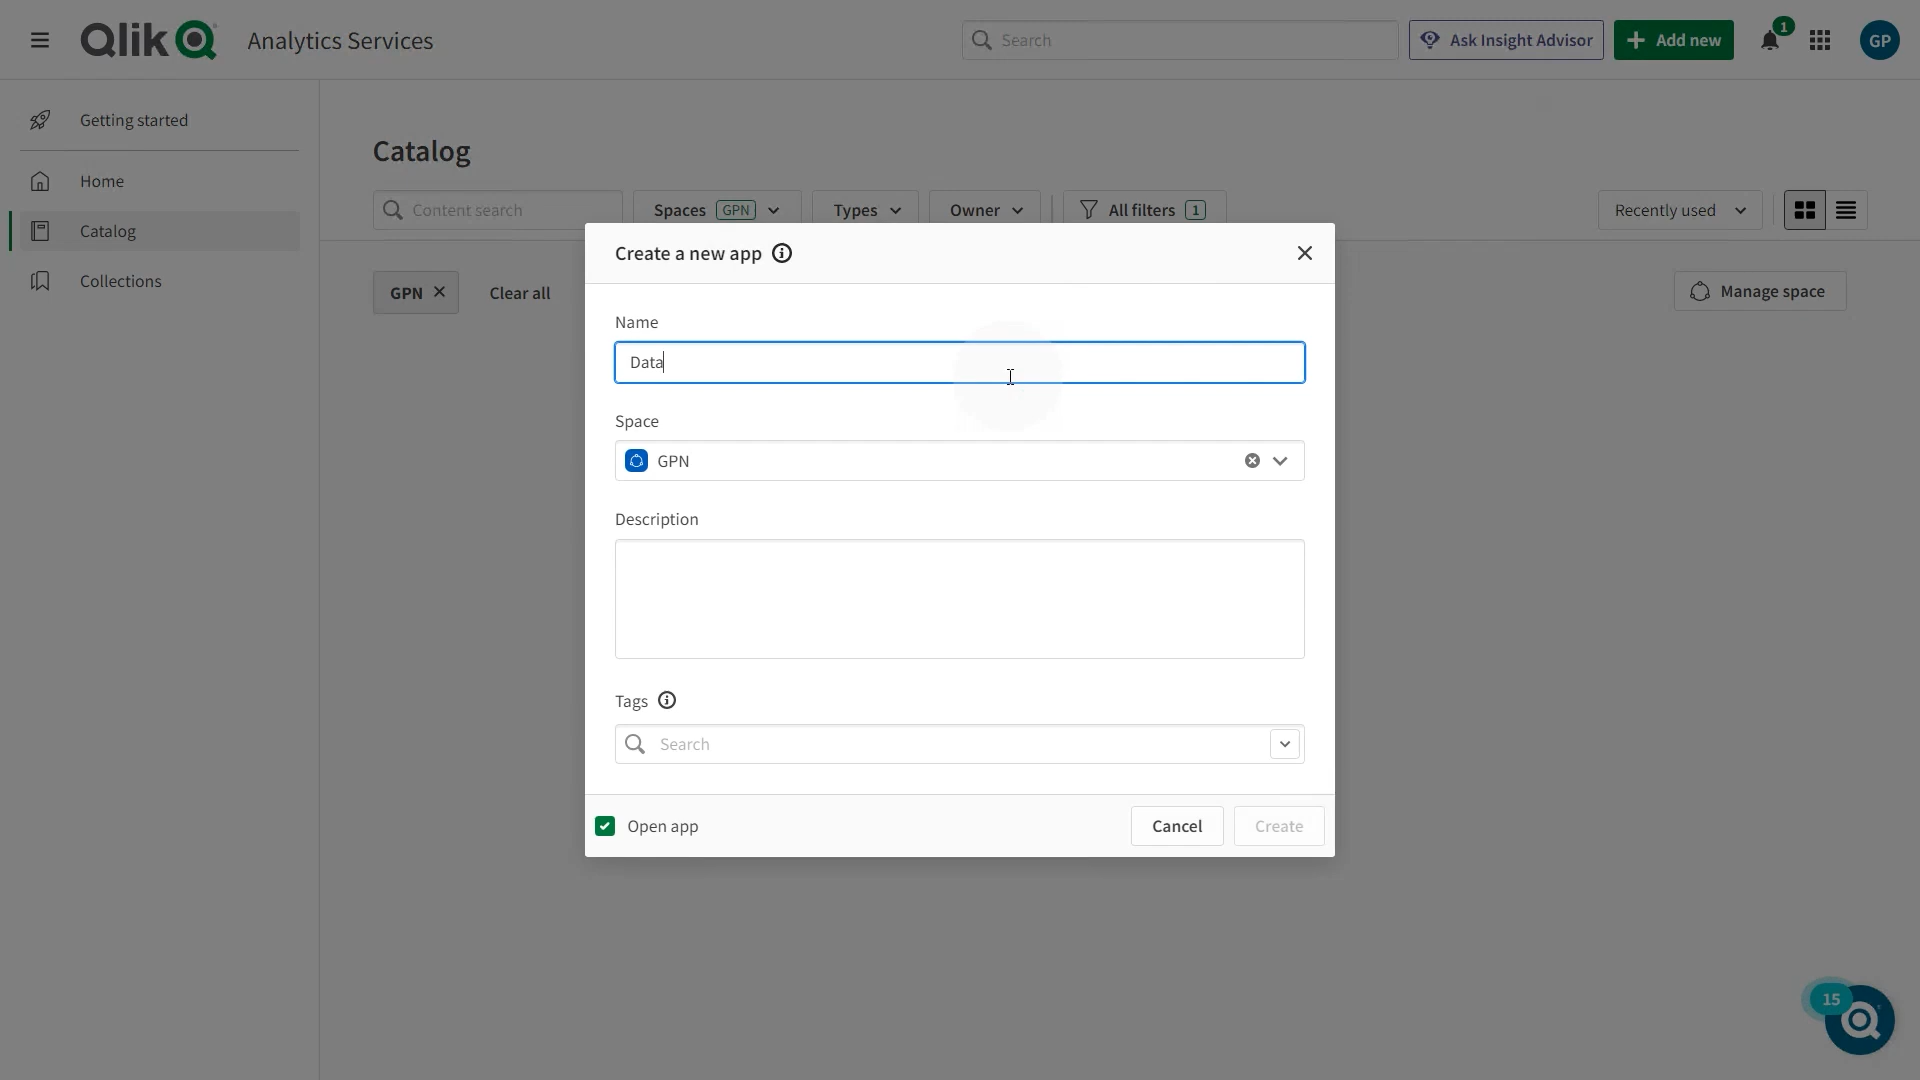 Qlik Analytics Services
Search
Ask Insight Advisor
Add new
1
GP
Getting started
Home
Catalog
Collections
Catalog
Content search
Spaces GPN
Types
Owner
All filters 1
Recently used
GPN
Clear all
Manage space
Create a new app
Name
Data
Space
GPN
Description
Tags
Search
Open app
Cancel
Create
15